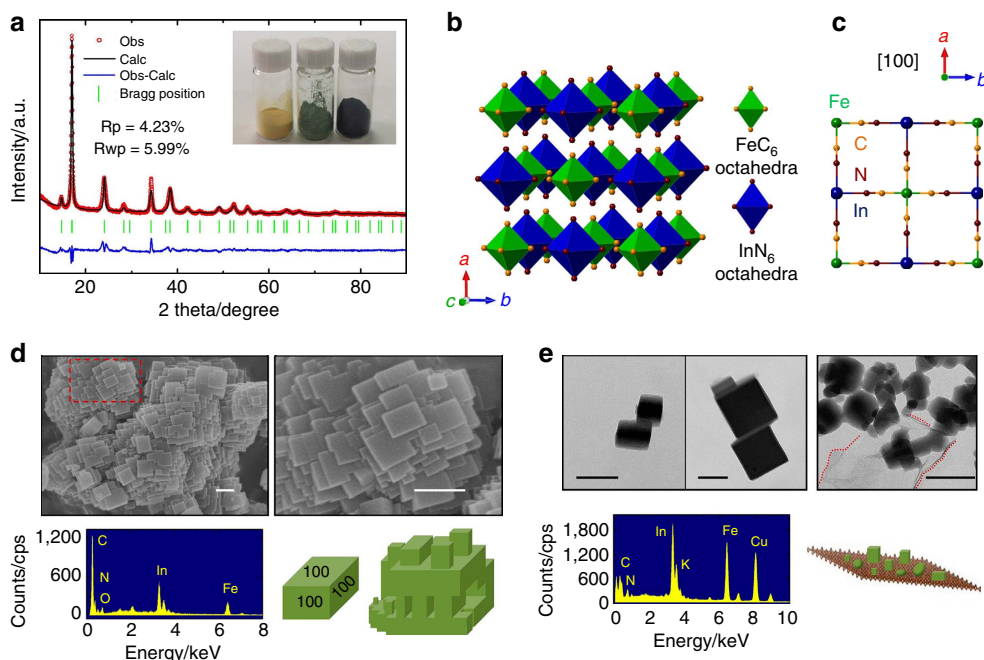 a
Intensity/a.u.
Obs
Calc
Obs-Calc
Bragg position
Rp = 4.23%
Rwp = 5.99%
20
40
60
80
2 theta/degree
b
FeC6
octahedra
InN6
octahedra
a
c
b
c
[100]
a
b
Fe
C
N
In
d
Counts/cps
1,200
600
0
C
N
O
In
Fe
0
2
4
6
8
Energy/keV
100
100
100
e
Counts/cps
1,800
1,200
600
0
C
N
In
K
Fe
Cu
0
2
4
6
8
10
Energy/keV